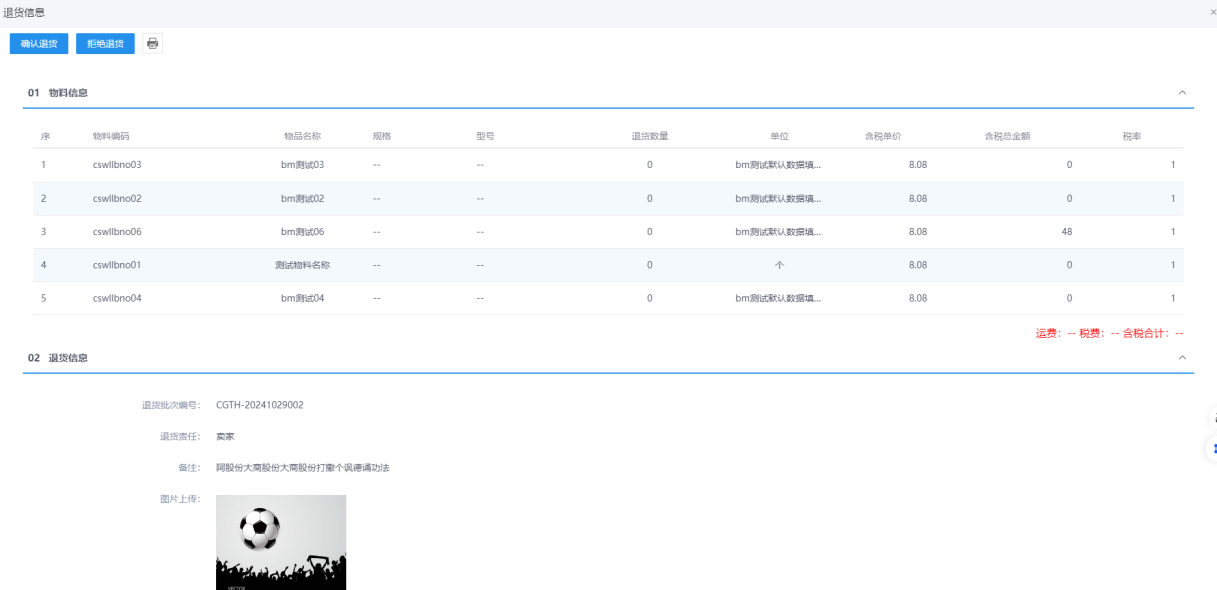 退货信息 ×
确认退货 拒绝退货
01 物料信息
序 物料编码 物品名称 规格 型号 退货数量 单位 含税单价 含税总金额 税率
1 cswllbno03 bm测试03 -- -- 0 bm测试默认数据填... 8.08 0 1
2 cswllbno02 bm测试02 -- -- 0 bm测试默认数据填... 8.08 0 1
3 cswllbno06 bm测试06 -- -- 0 bm测试默认数据填... 8.08 48 1
4 cswllbno01 测试物料名称 -- -- 0 个 8.08 0 1
5 cswllbno04 bm测试04 -- -- 0 bm测试默认数据填... 8.08 0 1
运费: -- 税费: -- 含税合计: --
02 退货信息
退货批次编号: CGTH-20241029002
退货责任: 卖家
备注: 阿股份大商股份大商股份打撒个讽德诵功法
图片上传:
VECTOR